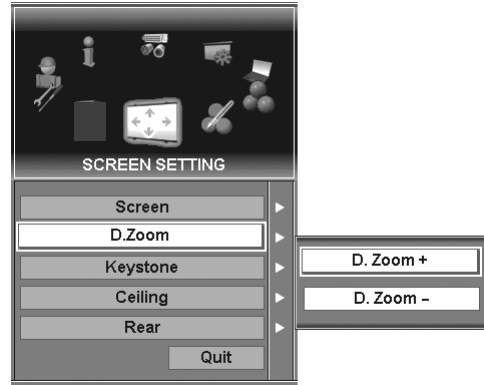 SCREEN SETTING
Screen
D.Zoom
Keystone
Ceiling
Rear
Quit
D. Zoom +
D. Zoom –